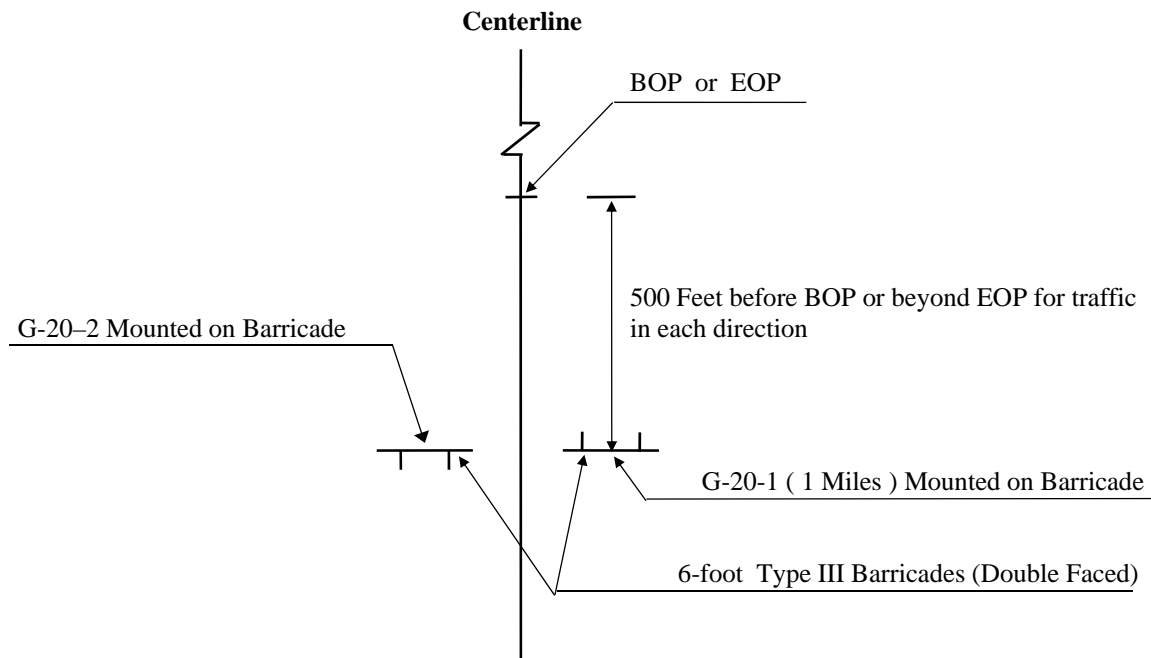 Centerline
BOP or EOP
500 Feet before BOP or beyond EOP for traffic
in each direction
G-20–2 Mounted on Barricade
G-20-1 ( 1 Miles ) Mounted on Barricade
6-foot Type III Barricades (Double Faced)